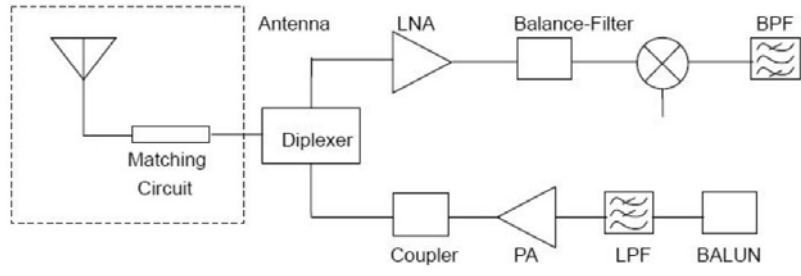 Antenna
LNA
Balance-Filter
BPF
Diplexer
Matching
Circuit
Coupler
PA
LPF
BALUN